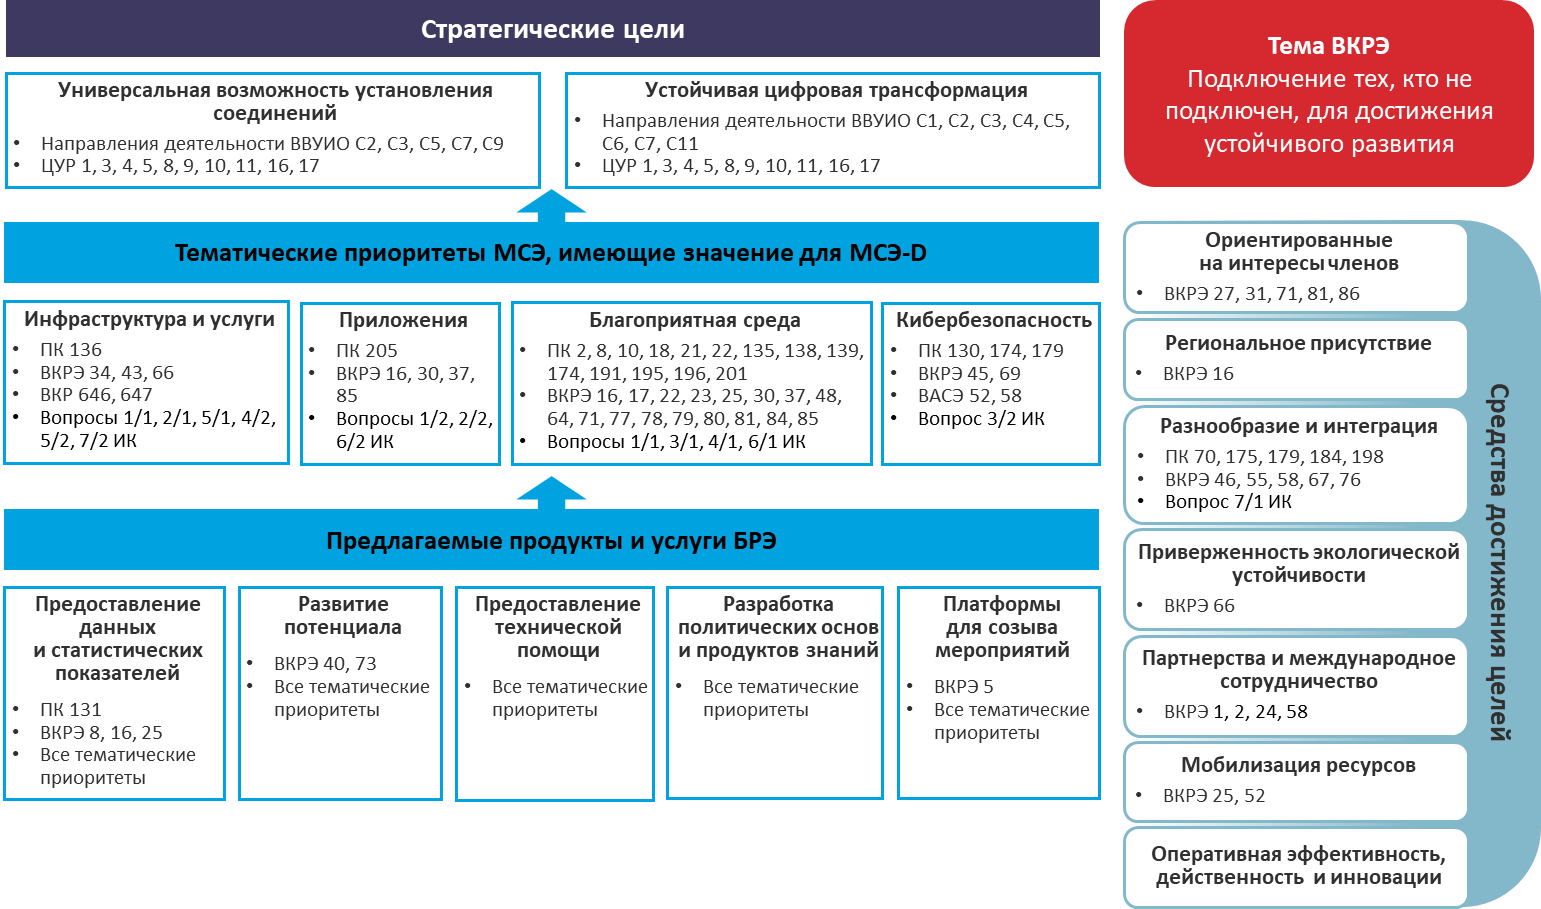 Стратегические цели
Универсальная возможность установления
соединений
• Направления деятельности ВВУИО С2, С3, С5, С7, С9
• ЦУР 1, 3, 4, 5, 8, 9, 10, 11, 16, 17
Устойчивая цифровая трансформация
• Направления деятельности ВВУИО С1, С2, С3, С4, С5,
С6, С7, С11
• ЦУР 1, 3, 4, 5, 8, 9, 10, 11, 16, 17
Тематические приоритеты МСЭ, имеющие значение для МСЭ-D
Инфраструктура и услуги
• ПК 136
• ВКРЭ 34, 43, 66
• ВКР 646, 647
• Вопросы 1/1, 2/1, 5/1, 4/2,
5/2, 7/2 ИК
Приложения
• ПК 205
• ВКРЭ 16, 30, 37,
85
• Вопросы 1/2, 2/2,
6/2 ИК
Благоприятная среда
• ПК 2, 8, 10, 18, 21, 22, 135, 138, 139,
174, 191, 195, 196, 201
• ВКРЭ 16, 17, 22, 23, 25, 30, 37, 48,
64, 71, 77, 78, 79, 80, 81, 84, 85
• Вопросы 1/1, 3/1, 4/1, 6/1 ИК
Кибербезопасность
• ПК 130, 174, 179
• ВКРЭ 45, 69
• ВАСЭ 52, 58
• Вопрос 3/2 ИК
Предлагаемые продукты и услуги БРЭ
Предоставление
данных
и статистических
показателей
• ПК 131
• ВКРЭ 8, 16, 25
• Все тематические
приоритеты
Развитие
потенциала
• ВКРЭ 40, 73
• Все тематические
приоритеты
Предоставление
технической
помощи
• Все тематические
приоритеты
Разработка
политических основ
и продуктов знаний
• Все тематические
приоритеты
Платформы
для созыва
мероприятий
• ВКРЭ 5
• Все тематические
приоритеты
Тема ВКРЭ
Подключение тех, кто не
подключен, для достижения
устойчивого развития
Средства достижения целей
Ориентированные
на интересы членов
• ВКРЭ 27, 31, 71, 81, 86
Региональное присутствие
• ВКРЭ 16
Разнообразие и интеграция
• ПК 70, 175, 179, 184, 198
• ВКРЭ 46, 55, 58, 67, 76
• Вопрос 7/1 ИК
Приверженность экологической
устойчивости
• ВКРЭ 66
Партнерства и международное
сотрудничество
• ВКРЭ 1, 2, 24, 58
Мобилизация ресурсов
• ВКРЭ 25, 52
Оперативная эффективность,
действенность и инновации